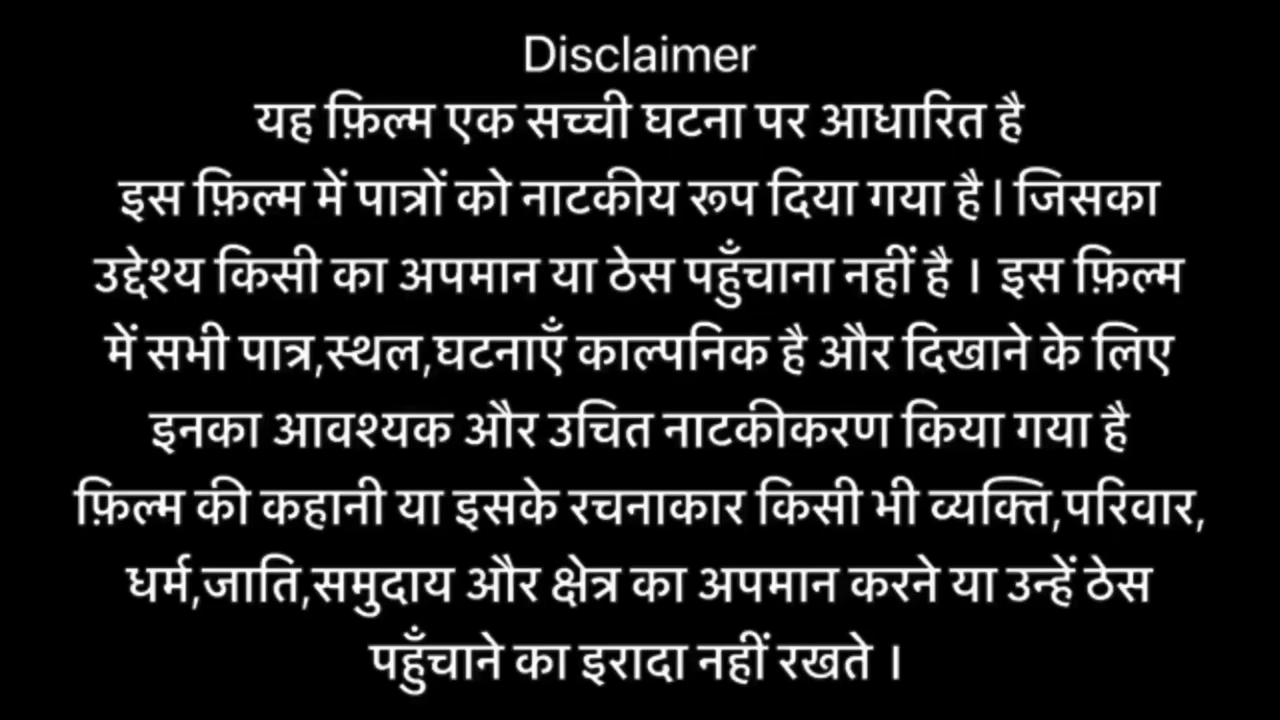 Disclaimer
यह फ़िल्म एक सच्ची घटना पर आधारित है
इस फ़िल्म में पात्रों को नाटकीय रूप दिया गया है । जिसका
उद्देश्य किसी का अपमान या ठेस पहुँचाना नहीं है । इस फ़िल्म
में सभी पात्र,स्थल,घटनाएँ काल्पनिक है और दिखाने के लिए
इनका आवश्यक और उचित नाटकीकरण किया गया है
फ़िल्म की कहानी या इसके रचनाकार किसी भी व्यक्ति,परिवार,
धर्म,जाति,समुदाय और क्षेत्र का अपमान करने या उन्हें ठेस
पहुँचाने का इरादा नहीं रखते ।